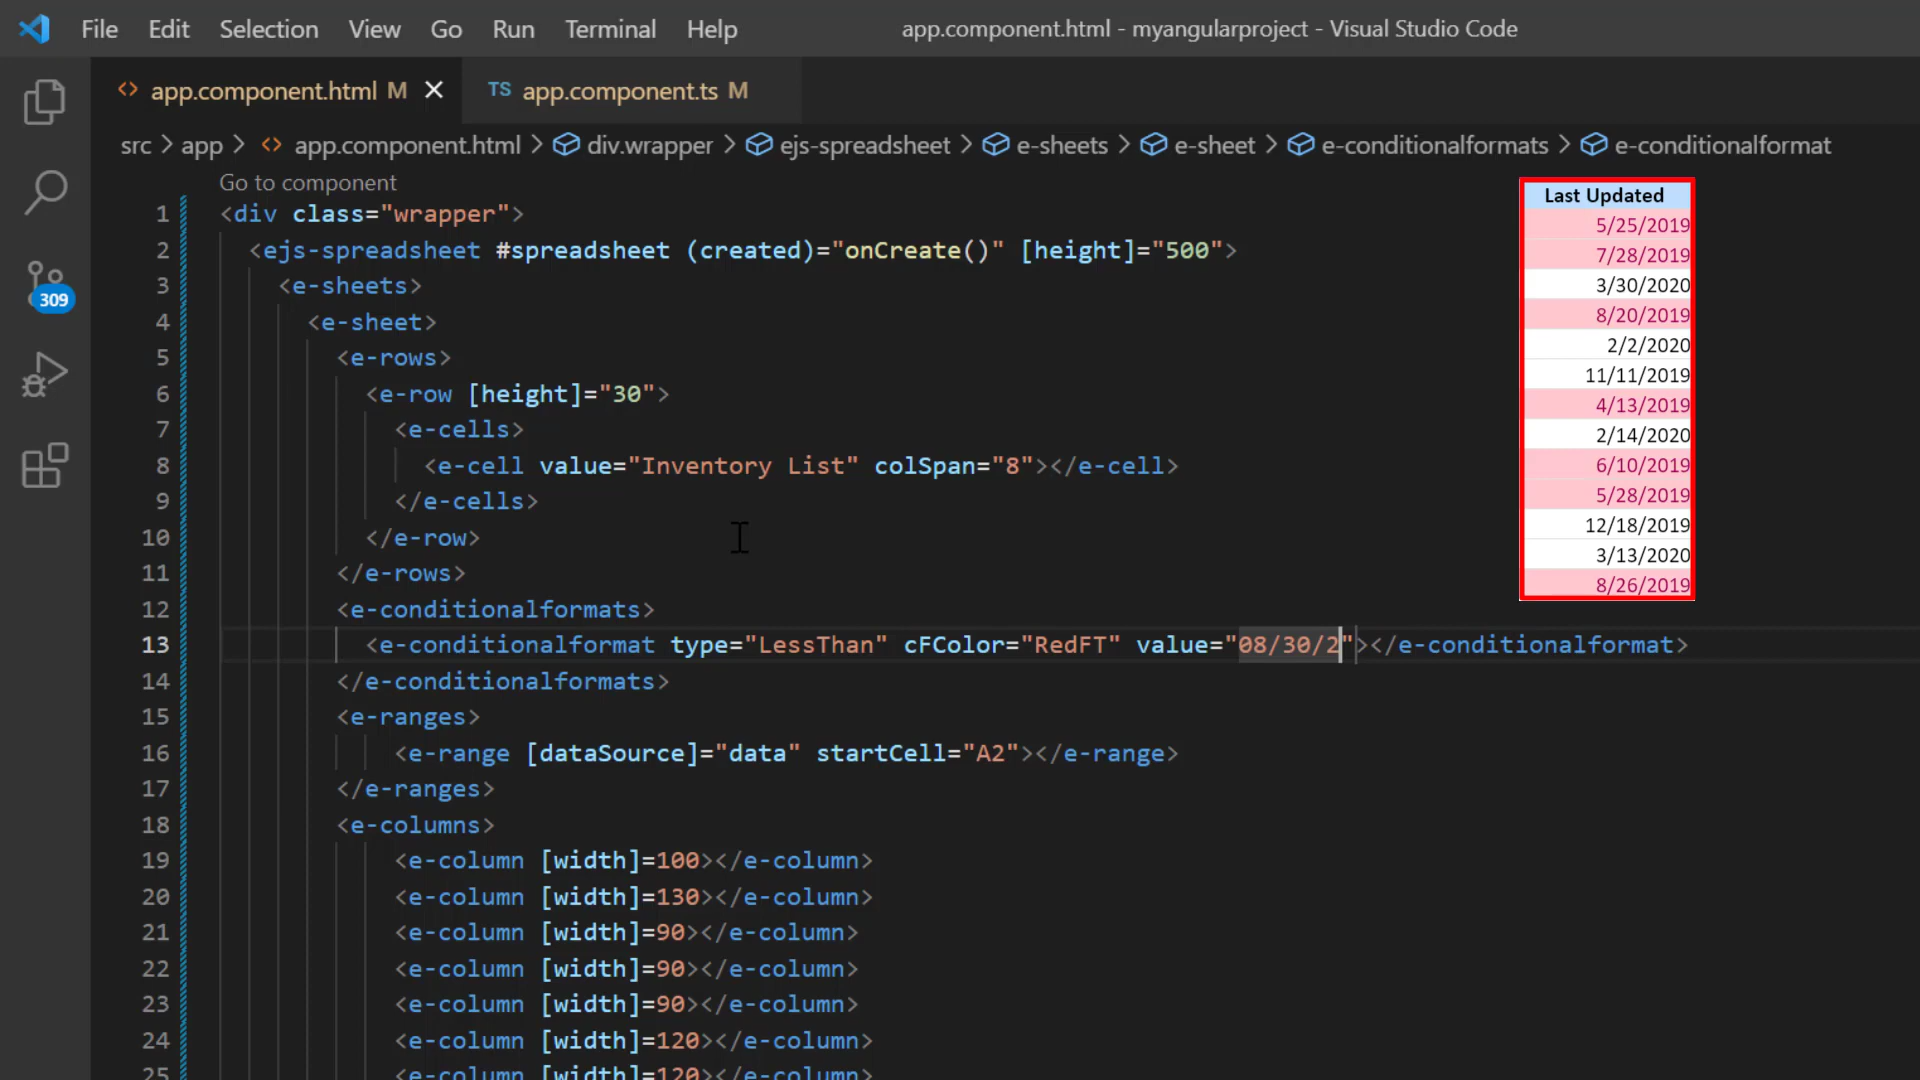 File Edit Selection View Go Run Terminal Help app.component.html - myangularproject - Visual Studio Code
<> app.component.html M × TS app.component.ts M
src > app > <> app.component.html > div.wrapper > ejs-spreadsheet > e-sheets > e-sheet > e-conditionalformats > e-conditionalformat
Go to component
1 <div class="wrapper">
2 <ejs-spreadsheet #spreadsheet (created)="onCreate()" [height]="500">
3 <e-sheets>
4 <e-sheet>
5 <e-rows>
6 <e-row [height]="30">
7 <e-cells>
8 <e-cell value="Inventory List" colSpan="8"></e-cell>
9 </e-cells>
10 </e-row>
11 </e-rows>
12 <e-conditionalformats>
13 <e-conditionalformat type="LessThan" cFColor="RedFT" value="08/30/2"></e-conditionalformat>
14 </e-conditionalformats>
15 <e-ranges>
16 <e-range [dataSource]="data" startCell="A2"></e-range>
17 </e-ranges>
18 <e-columns>
19 <e-column [width]=100></e-column>
20 <e-column [width]=130></e-column>
21 <e-column [width]=90></e-column>
22 <e-column [width]=90></e-column>
23 <e-column [width]=90></e-column>
24 <e-column [width]=120></e-column>
25 <e-column [width]=120></e-column>
309
Last Updated
5/25/2019
7/28/2019
3/30/2020
8/20/2019
2/2/2020
11/11/2019
4/13/2019
2/14/2020
6/10/2019
5/28/2019
12/18/2019
3/13/2020
8/26/2019